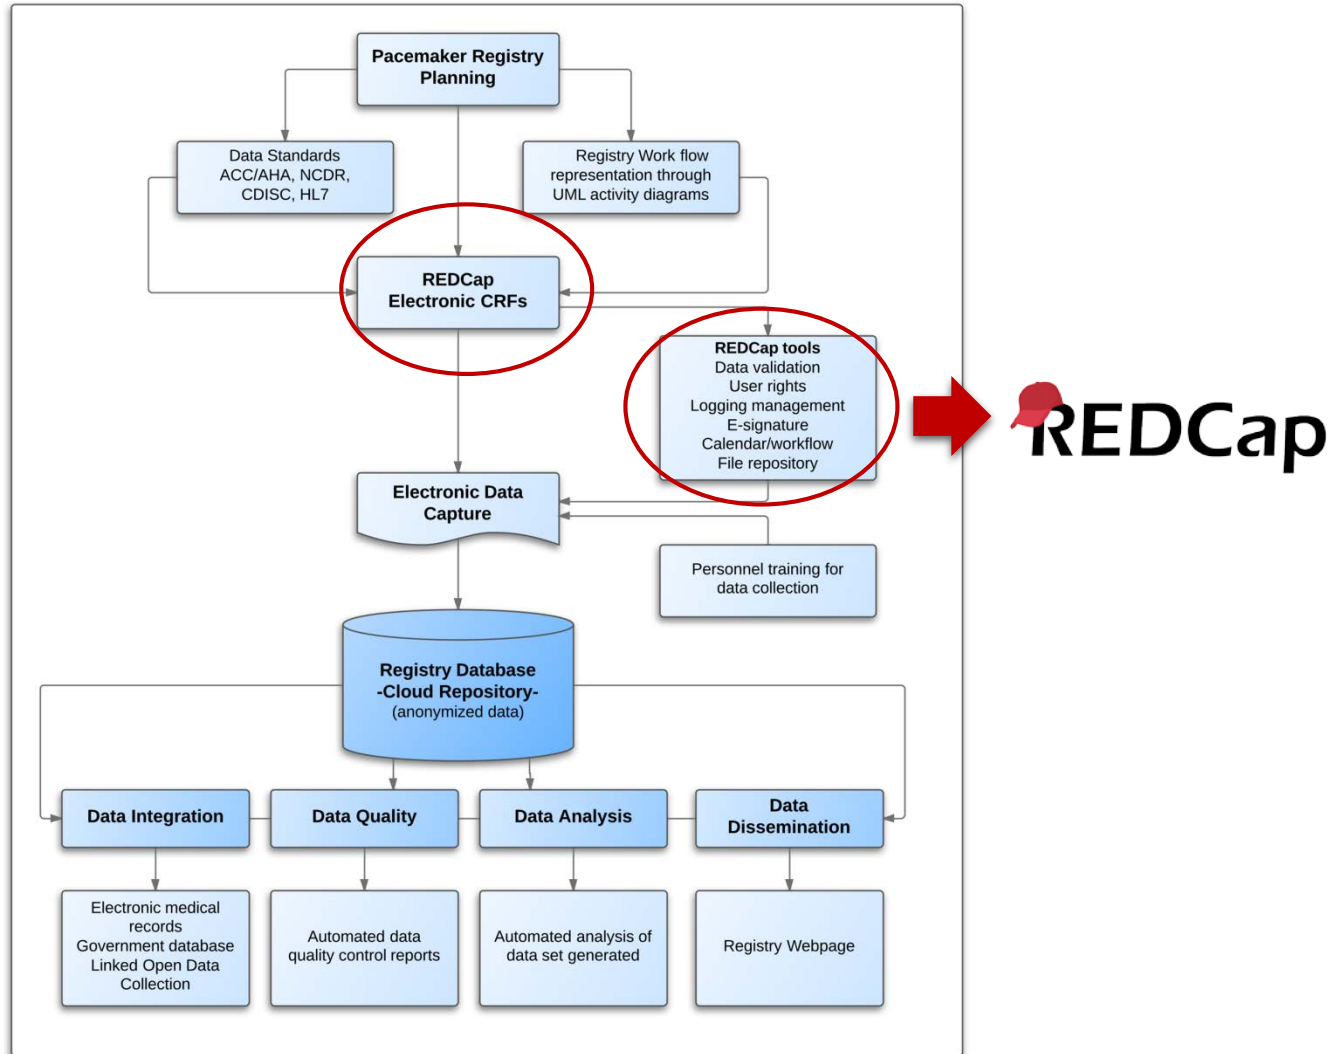 Pacemaker Registry
Planning
Data Standards
ACC/AHA, NCDR,
CDISC, HL7
Registry Work flow
representation through
UML activity diagrams
REDCap
Electronic CRFs
REDCap tools
Data validation
User rights
Logging management
E-signature
Calendar/workflow
File repository
REDCap
Electronic Data
Capture
Personnel training for
data collection
Registry Database
-Cloud Repository-
(anonymized data)
Data Integration
Data Quality
Data Analysis
Data
Dissemination
Electronic medical
records
Government database
Linked Open Data
Collection
Automated data
quality control reports
Automated analysis of
data set generated
Registry Webpage